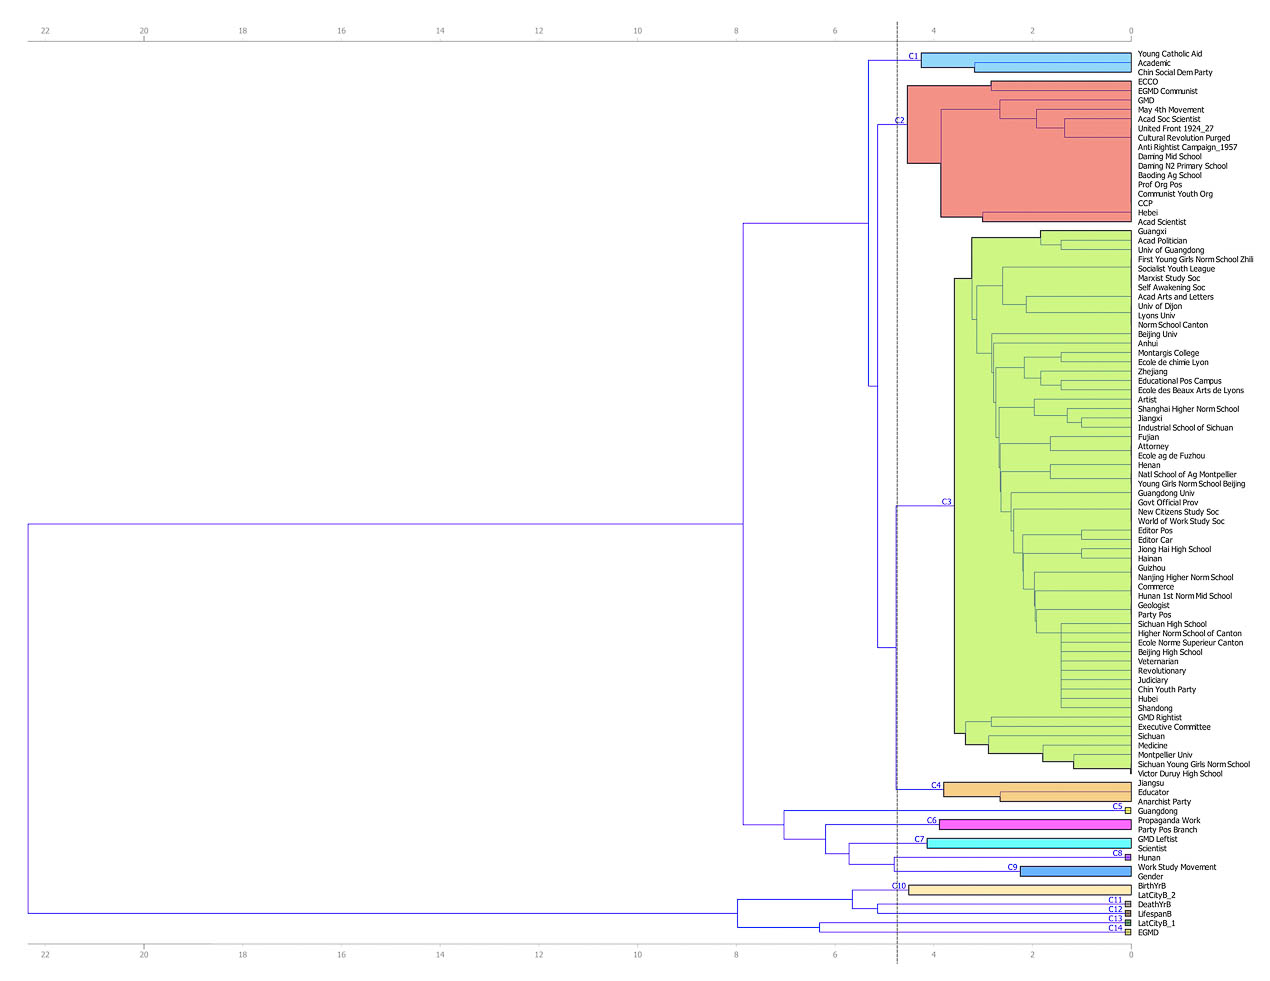 22 20 18 16 14 12 10 8 6 4 2 0
C1 Young Catholic Aid
Academic
Chin Social Dem Party
ECCO
EGMD Communist
GMD
May 4th Movement
Acad Soc Scientist
C2 United Front 1924_27
Cultural Revolution Purged
Anti Rightist Campaign_1957
Daming Mid School
Daming N2 Primary School
Baoding Ag School
Prof Org Pos
Communist Youth Org
CCP
Hebei
Acad Scientist
Guangxi
Acad Politician
Univ of Guangdong
First Young Girls Norm School Zhili
Socialist Youth League
Marxist Study Soc
Self Awakening Soc
Acad Arts and Letters
Univ of Dijon
Lyons Univ
Norm School Canton
Beijing Univ
Anhui
Montargis College
Ecole de chimie Lyon
Zhejiang
Educational Pos Campus
Ecole des Beaux Arts de Lyons
Artist
Shanghai Higher Norm School
Jiangxi
Industrial School of Sichuan
Fujian
Attorney
Ecole ag de Fuzhou
Henan
Natl School of Ag Montpellier
Young Girls Norm School Beijing
Guangdong Univ
C3 Govt Official Prov
New Citizens Study Soc
World of Work Study Soc
Editor Pos
Editor Car
Jiong Hai High School
Hainan
Guizhou
Nanjing Higher Norm School
Commerce
Hunan 1st Norm Mid School
Geologist
Party Pos
Sichuan High School
Higher Norm School of Canton
Ecole Norme Superieur Canton
Beijing High School
Veternarian
Revolutionary
Judiciary
Chin Youth Party
Hubei
Shandong
GMD Rightist
Executive Committee
Sichuan
Medicine
Montpellier Univ
Sichuan Young Girls Norm School
Victor Duruy High School
Jiangsu
C4 Educator
Anarchist Party
C5 Guangdong
C6 Propaganda Work
Party Pos Branch
C7 GMD Leftist
Scientist
C8 Hunan
C9 Work Study Movement
Gender
C10 BirthYrB
LatCityB_2
C11 DeathYrB
C12 LifespanB
C13 LatCityB_1
C14 EGMD
22 20 18 16 14 12 10 8 6 4 2 0